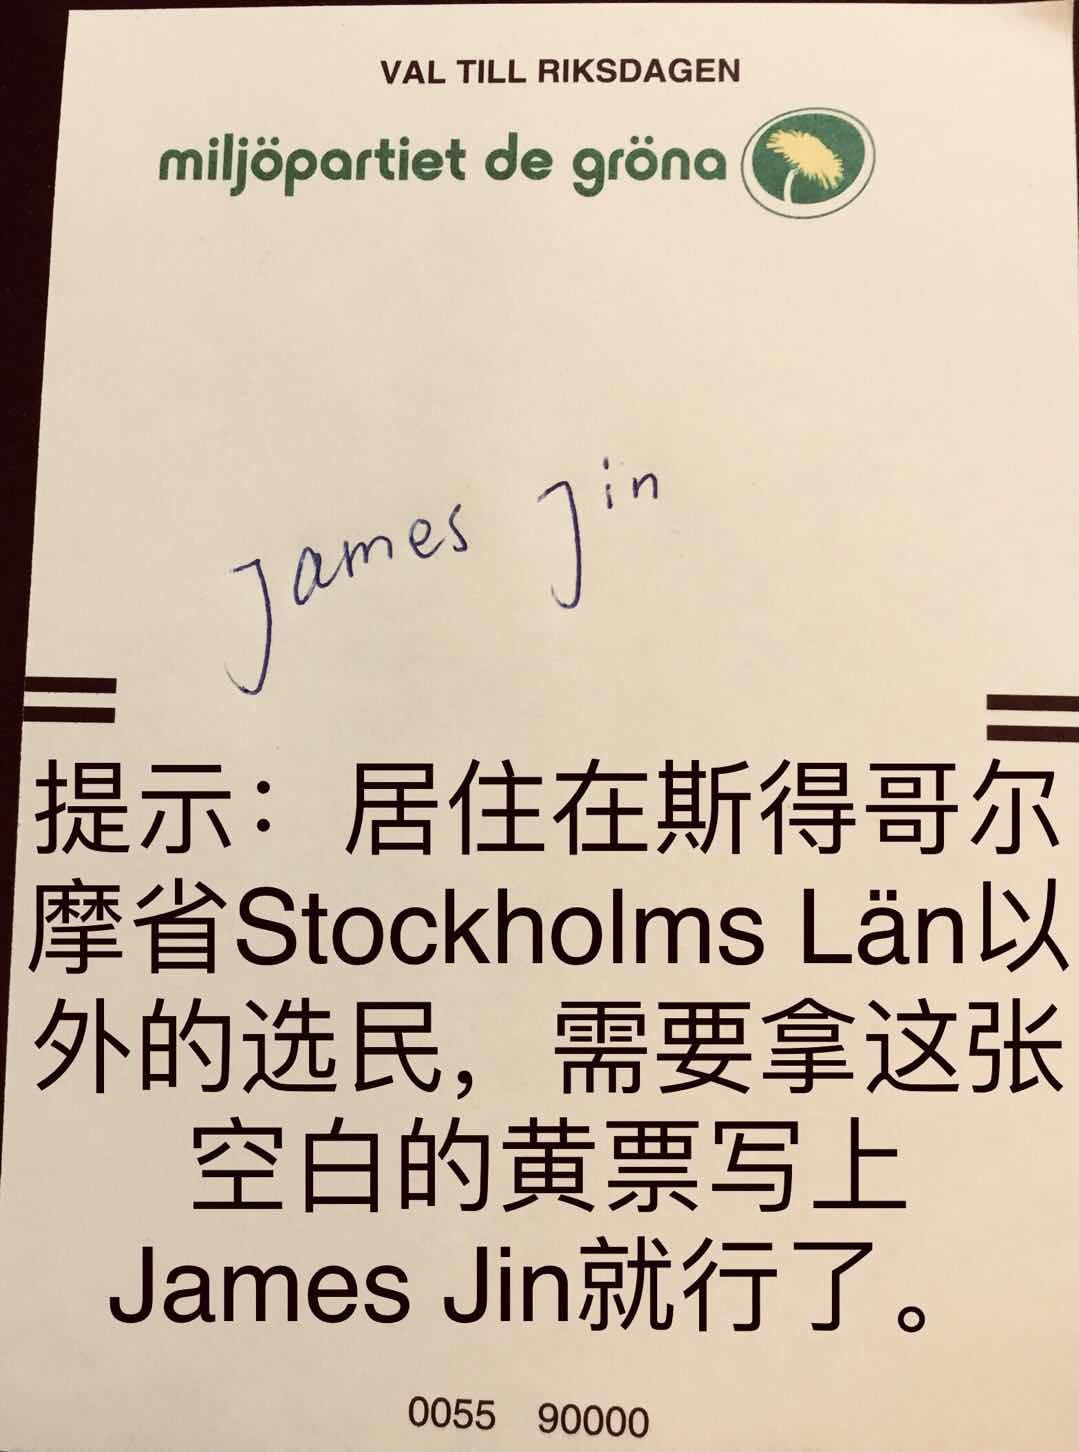 VAL TILL RIKSDAGEN
miljöpartiet de gröna
James Jin
提示：居住在斯得哥尔
摩省Stockholms Län以
外的选民，需要拿这张
空白的黄票写上
James Jin就行了。
0055 90000